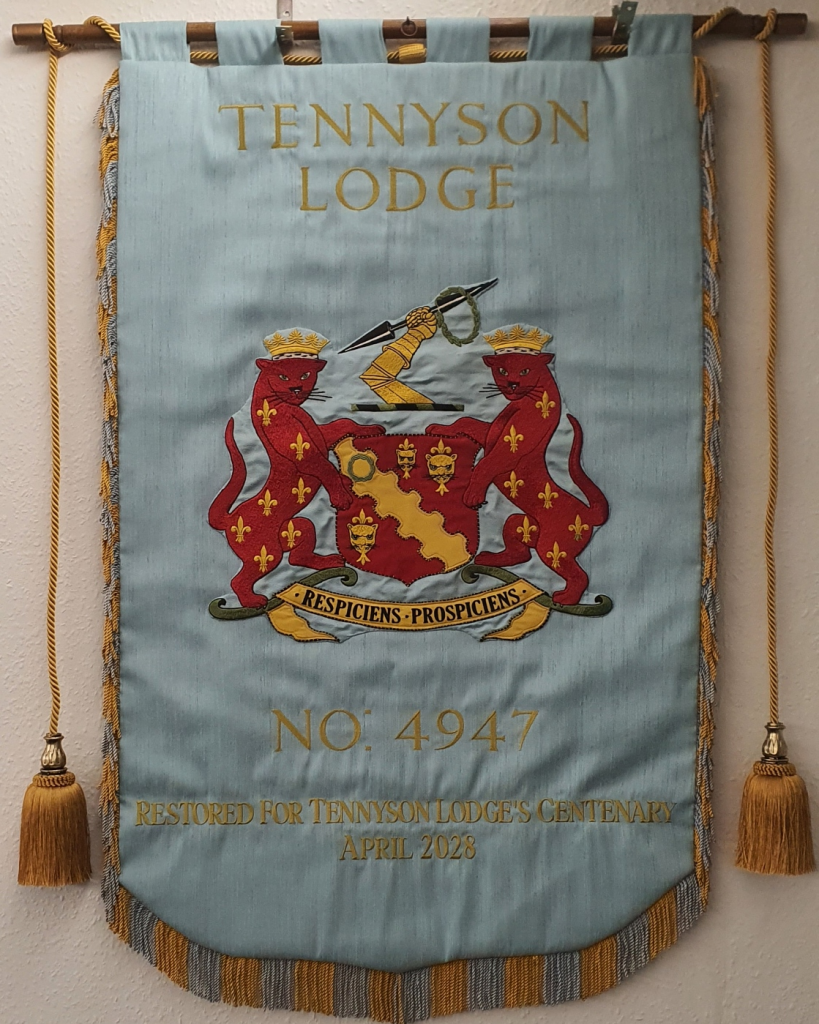 TENNYSON
LODGE
· RESPICIENS · PROSPICIENS ·
NO: 4947
RESTORED FOR TENNYSON LODGE'S CENTENARY
APRIL 2028